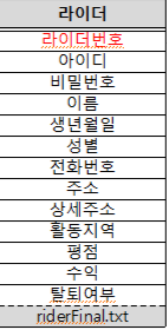 라이더
라이더번호
아이디
비밀번호
이름
생년월일
성별
전화번호
주소
상세주소
활동지역
평점
수익
탈퇴여부
riderFinal.txt